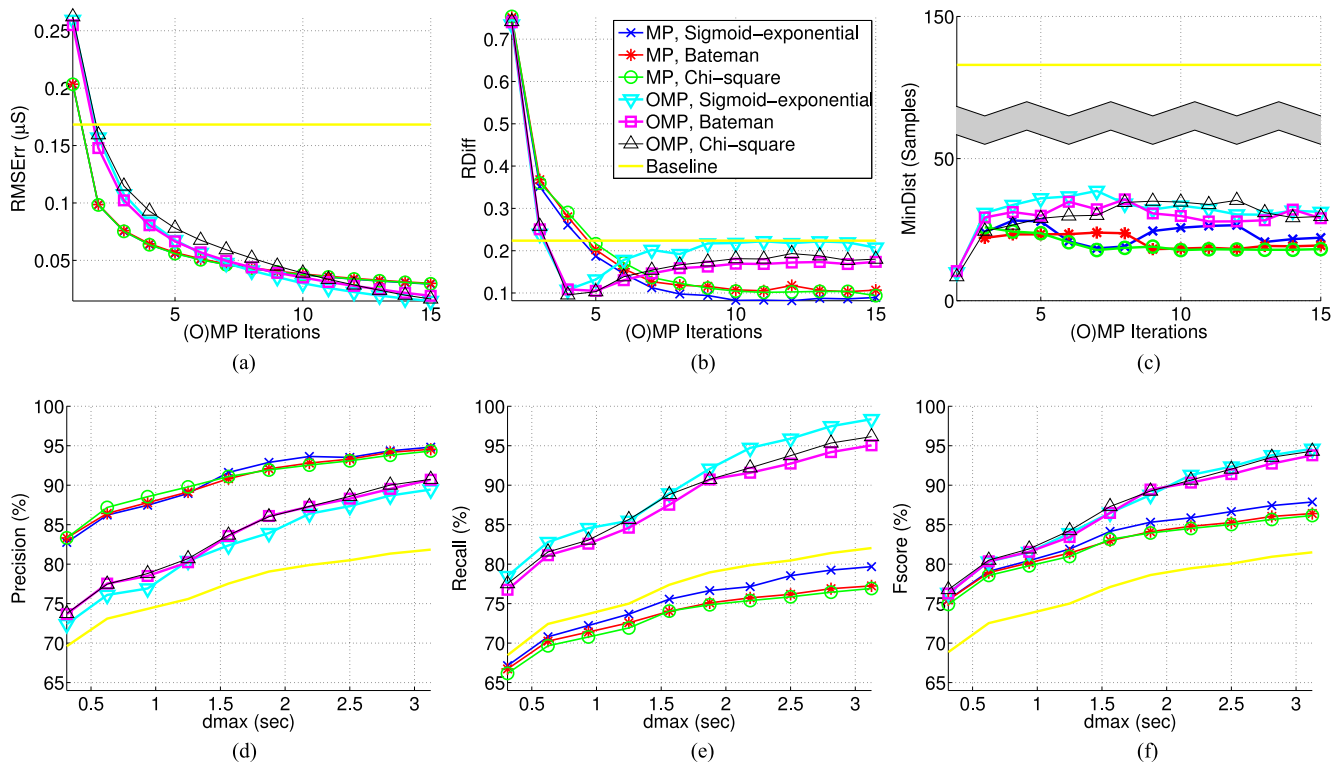 0.25
0.2
0.15
0.1
0.05
RMSErr (μS)
5
10
15
(O)MP Iterations
(a)
0.7
0.6
0.5
0.4
0.3
0.2
0.1
RDiff
MP, Sigmoid−exponential
MP, Bateman
MP, Chi−square
OMP, Sigmoid−exponential
OMP, Bateman
OMP, Chi−square
Baseline
5
10
15
(O)MP Iterations
(b)
150
50
0
MinDist (Samples)
5
10
15
(O)MP Iterations
(c)
100
95
90
85
80
75
70
65
Precision (%)
0.5
1
1.5
2
2.5
3
dmax (sec)
(d)
100
95
90
85
80
75
70
65
Recall (%)
0.5
1
1.5
2
2.5
3
dmax (sec)
(e)
100
95
90
85
80
75
70
65
Fscore (%)
0.5
1
1.5
2
2.5
3
dmax (sec)
(f)